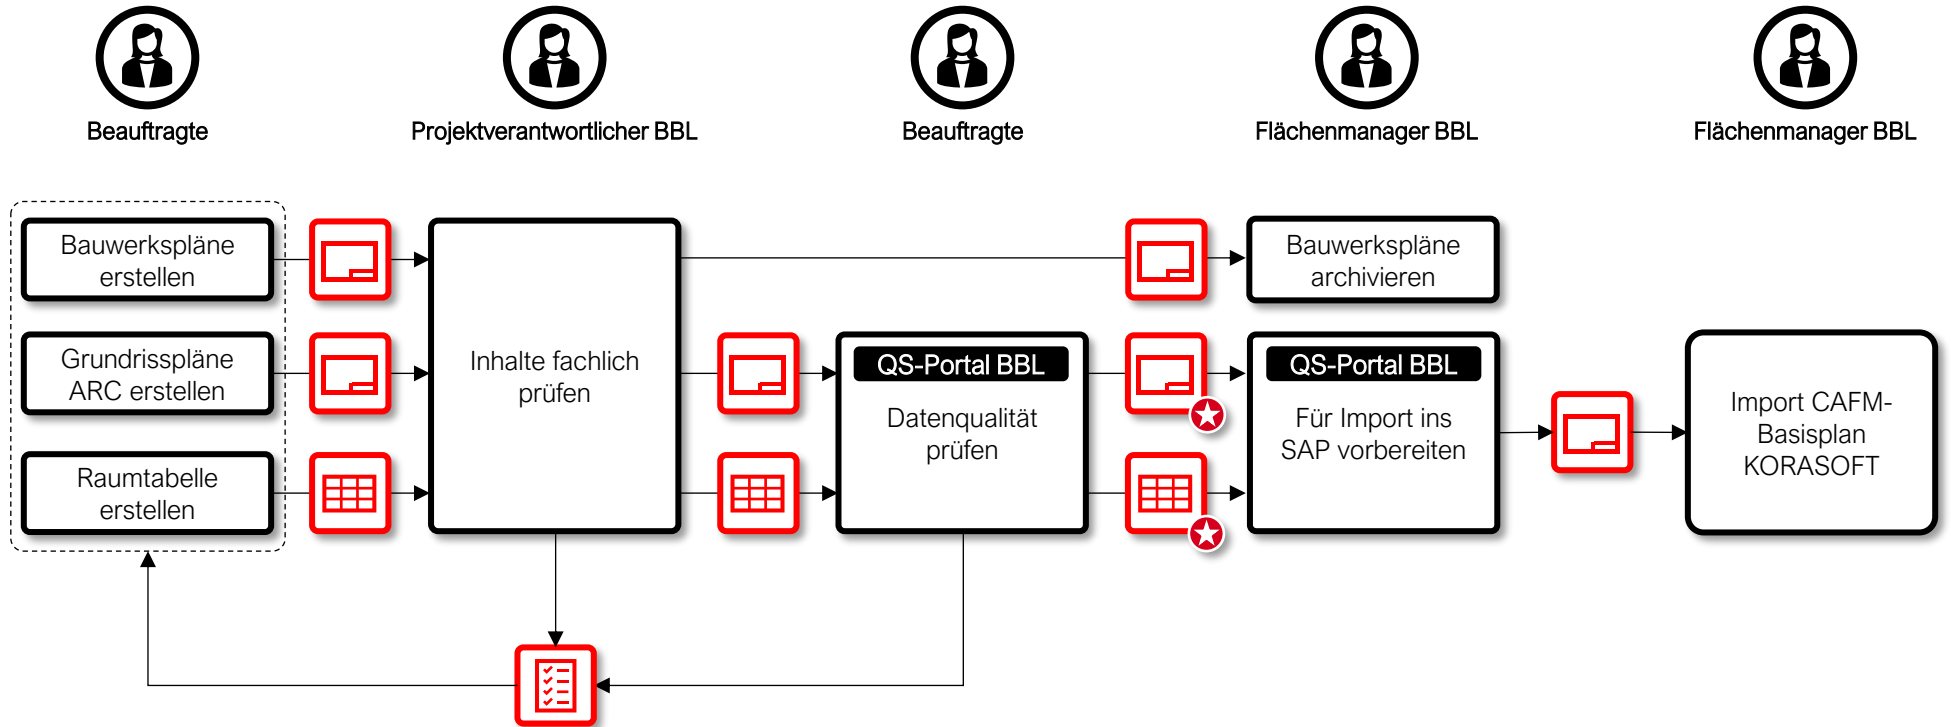 Beauftragte
Projektverantwortlicher BBL
Beauftragte
Flächenmanager BBL
Flächenmanager BBL
Bauwerkspläne
erstellen
Grundrisspläne
ARC erstellen
Raumtabelle
erstellen
Inhalte fachlich
prüfen
QS-Portal BBL
Datenqualität
prüfen
Bauwerkspläne
archivieren
QS-Portal BBL
Für Import ins
SAP vorbereiten
Import CAFM-
Basisplan
KORASOFT